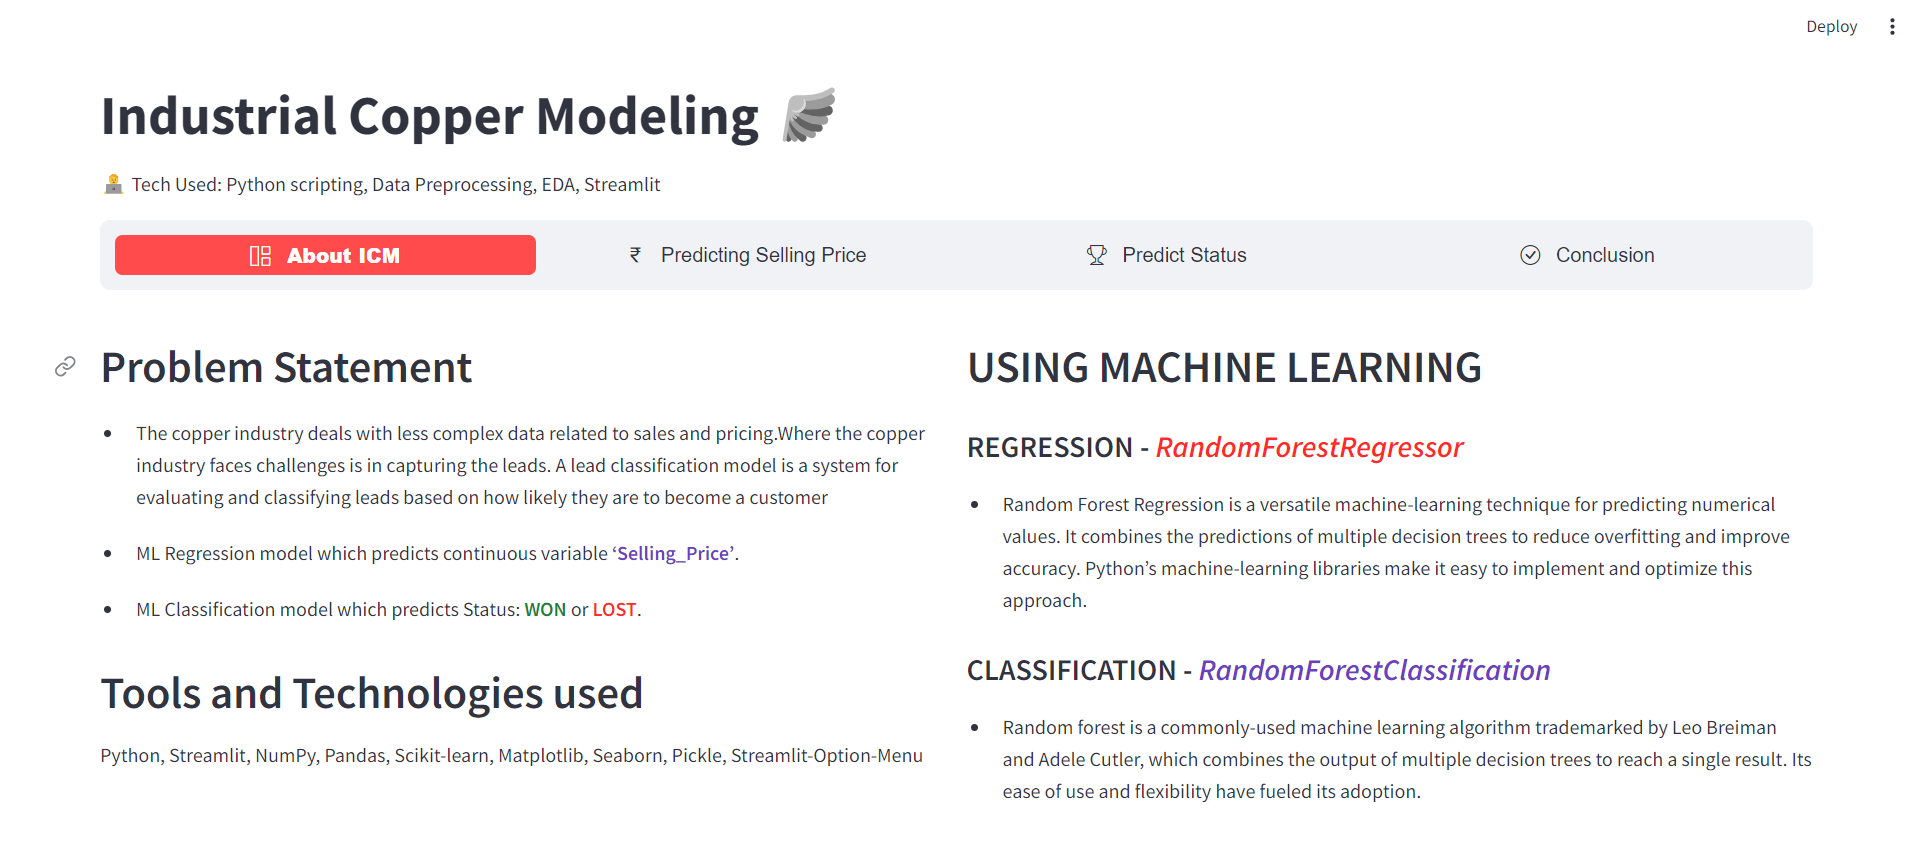 Deploy
Industrial Copper Modeling
Tech Used: Python scripting, Data Preprocessing, EDA, Streamlit
About ICM
₹ Predicting Selling Price
Predict Status
Conclusion
Problem Statement
The copper industry deals with less complex data related to sales and pricing.Where the copper
industry faces challenges is in capturing the leads. A lead classification model is a system for
evaluating and classifying leads based on how likely they are to become a customer
ML Regression model which predicts continuous variable ‘Selling_Price’.
ML Classification model which predicts Status: WON or LOST.
Tools and Technologies used
Python, Streamlit, NumPy, Pandas, Scikit-learn, Matplotlib, Seaborn, Pickle, Streamlit-Option-Menu
USING MACHINE LEARNING
REGRESSION - RandomForestRegressor
Random Forest Regression is a versatile machine-learning technique for predicting numerical
values. It combines the predictions of multiple decision trees to reduce overfitting and improve
accuracy. Python’s machine-learning libraries make it easy to implement and optimize this
approach.
CLASSIFICATION - RandomForestClassification
Random forest is a commonly-used machine learning algorithm trademarked by Leo Breiman
and Adele Cutler, which combines the output of multiple decision trees to reach a single result. Its
ease of use and flexibility have fueled its adoption.